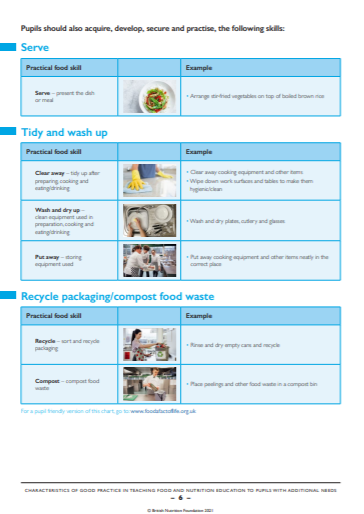 Pupils should also acquire, develop, secure and practise, the following skills:
Serve
Practical food skill Example
Serve – present the dish
or meal
• Arrange stir-fried vegetables on top of boiled brown rice
Tidy and wash up
Practical food skill Example
Clear away – tidy up after
preparing cooking and
eating/drinking
• Clear away cooking equipment and other items
• Wipe down work surfaces and tables to make them
hygienic/clean
Wash and dry up –
clean equipment used in
preparation, cooking and
eating/drinking
• Wash and dry plates, cutlery and glasses
Put away – storing
equipment used
• Put away cooking equipment and other items neatly in the
correct place
Recycle packaging/compost food waste
Practical food skill Example
Recycle – sort and recycle
packaging
• Rinse and dry empty cans and recycle
Compost – compost food
waste
• Place peelings and other food waste in a compost bin
For a pupil friendly version of this chart, go to: www.foodafactoflife.org.uk
CHARACTERISTICS OF GOOD PRACTICE IN TEACHING FOOD AND NUTRITION EDUCATION TO PUPILS WITH ADDITIONAL NEEDS
– 6 –
© British Nutrition Foundation 2021